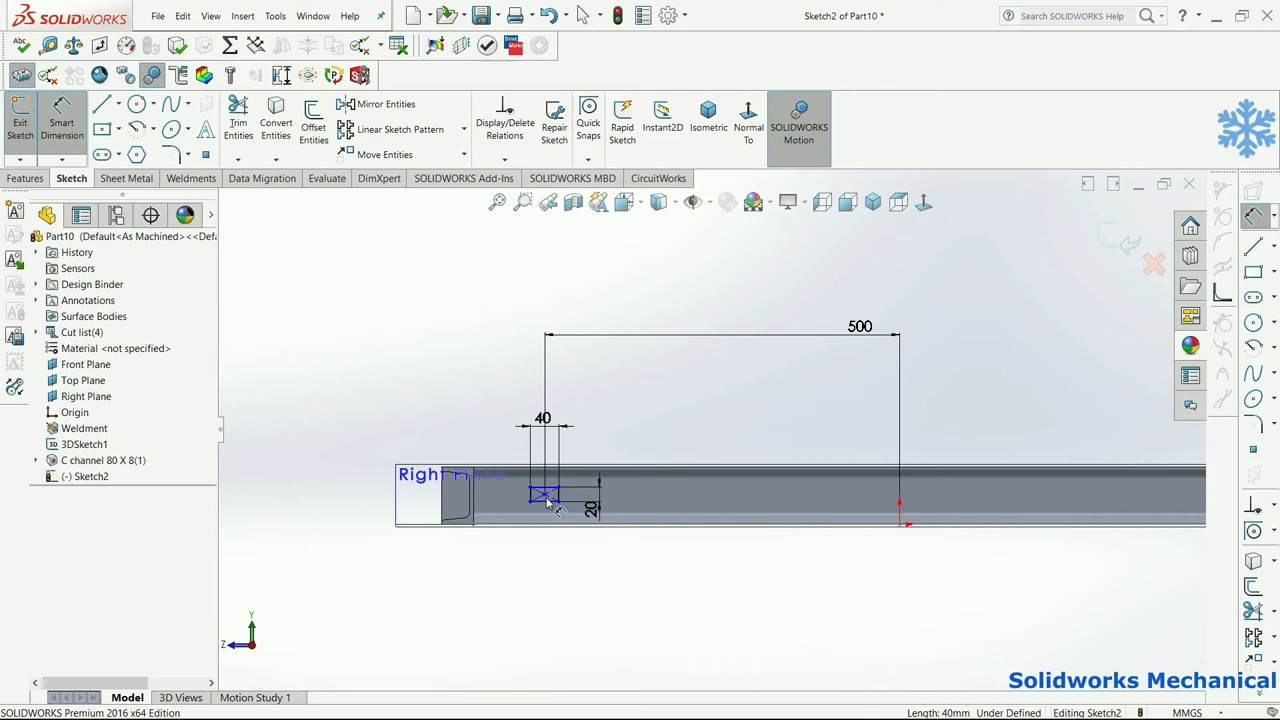 SOLIDWORKS File Edit View Insert Tools Window Help Sketch2 of Part10 * Search SOLIDWORKS Help
Exit Sketch
Smart Dimension
Trim Entities
Convert Entities
Offset Entities
Mirror Entities
Linear Sketch Pattern
Move Entities
Display/Delete Relations
Repair Sketch
Quick Snaps
Rapid Sketch
Instant2D
Isometric
Normal To
SOLIDWORKS Motion
Features Sketch Sheet Metal Weldments Data Migration Evaluate DimXpert SOLIDWORKS Add-Ins SOLIDWORKS MBD CircuitWorks
Part10 (Default<As Machined><<Defa
History
Sensors
Design Binder
Annotations
Surface Bodies
Cut list(4)
Material <not specified>
Front Plane
Top Plane
Right Plane
Origin
Weldment
3DSketch1
C channel 80 X 8(1)
(-) Sketch2
500
40
Right Plane
20
Y
Z
Solidworks Mechanical
Model 3D Views Motion Study 1
SOLIDWORKS Premium 2016 x64 Edition Length: 40mm Under Defined Editing Sketch2 MMGS